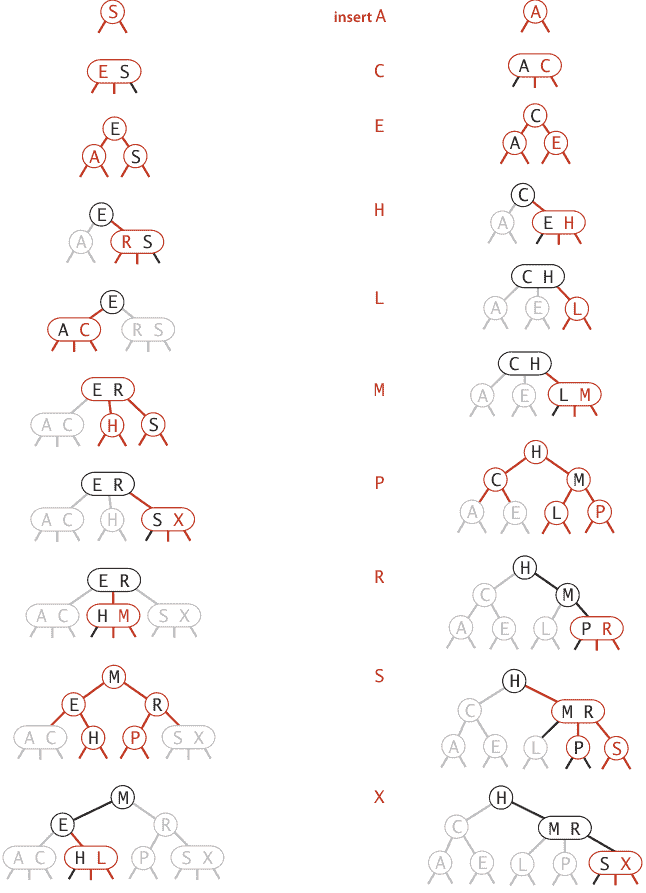 S insert A A
E S C A C
E E C
A S A E
E H C
A R S A E H
E L C H
A C R S A E L
E R M C H
A C H S A E L M
E R P H
A C H S X C M
A E L P
E R R H
A C H M S X C M
A E L P R
M S H
E R C M R
A C H P S X A E L P S
M X H
E R C M R
A C H L P S X A E L P S X